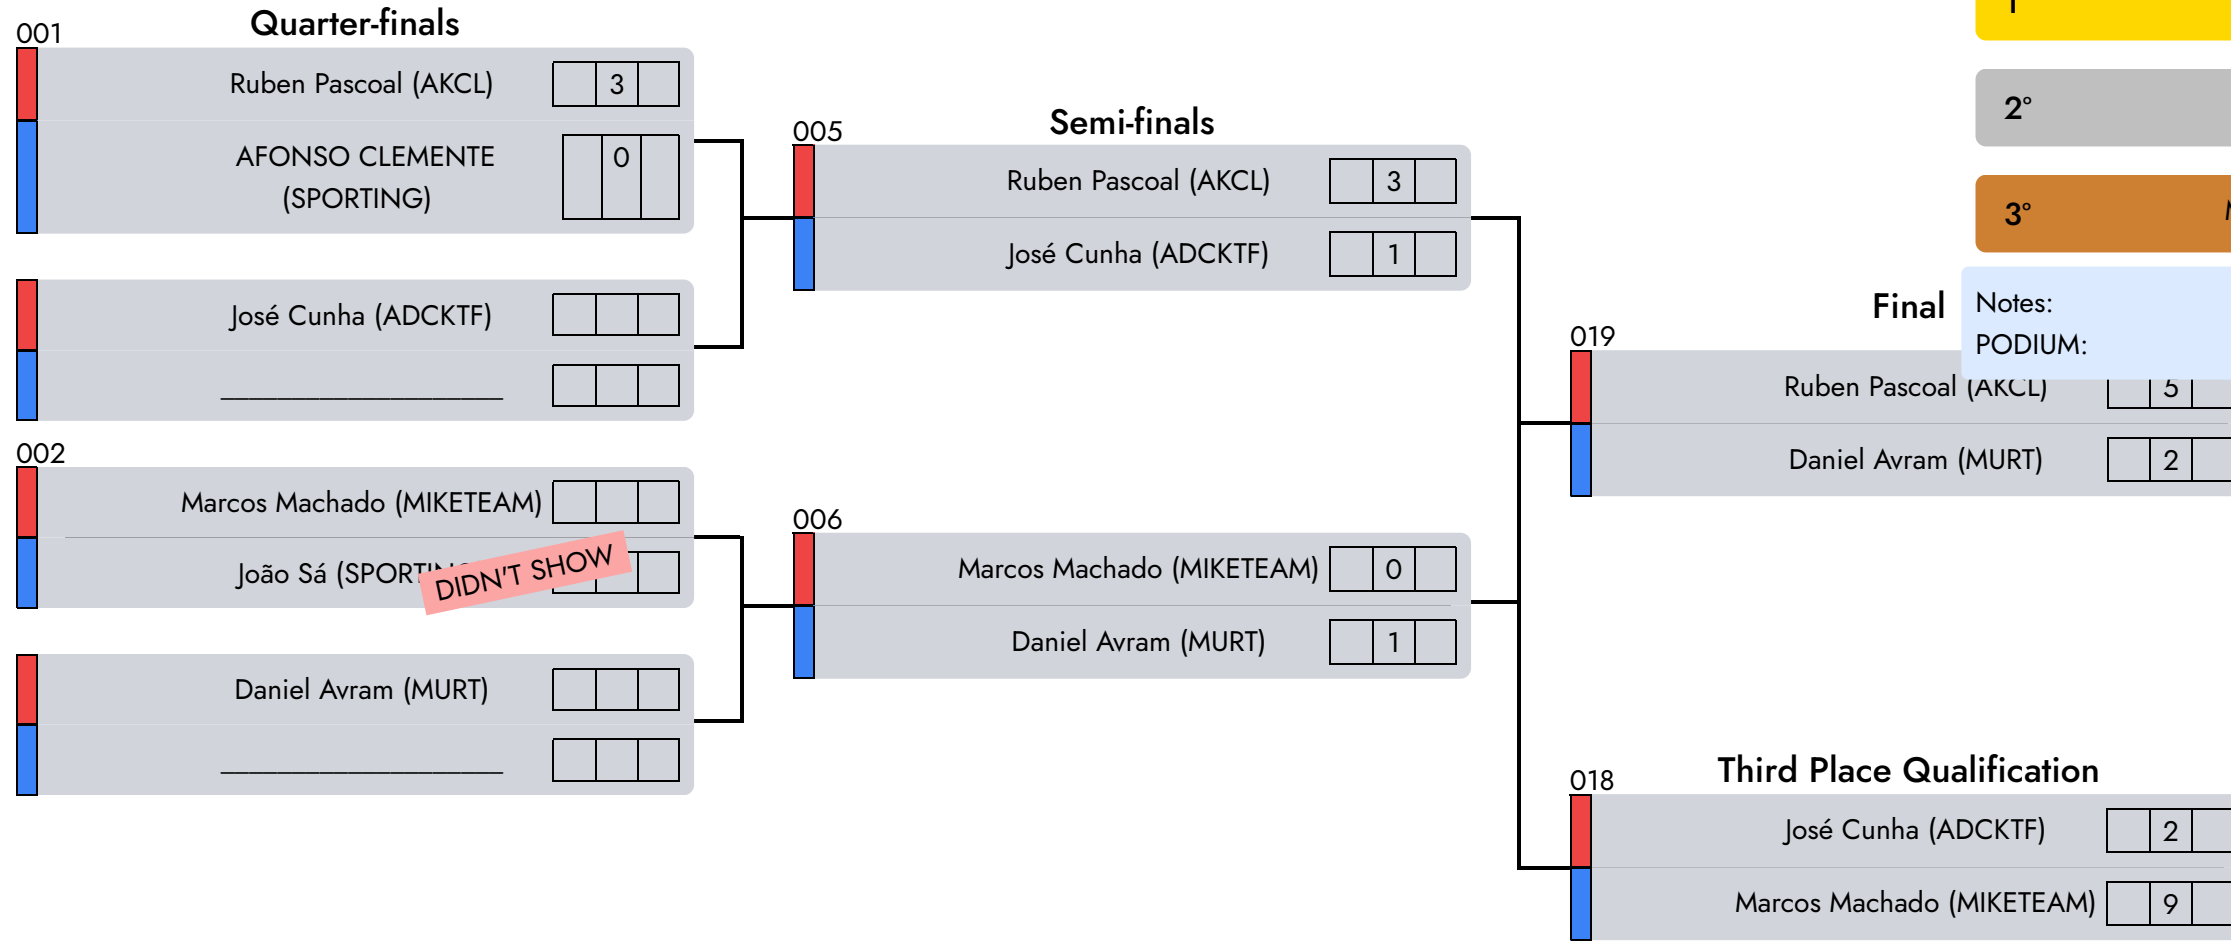 Quarter-finals
001
Ruben Pascoal (AKCL) 3
AFONSO CLEMENTE 0
(SPORTING)
José Cunha (ADCKTF)
002
Marcos Machado (MIKETEAM)
João Sá
DIDN'T SHOW
Daniel Avram (MURT)
Semi-finals
005
Ruben Pascoal (AKCL) 3
José Cunha (ADCKTF) 1
006
Marcos Machado (MIKETEAM) 0
Daniel Avram (MURT) 1
2°
3°
Notes:
PODIUM:
Final
019
Ruben Pascoal (AKCL) 5
Daniel Avram (MURT) 2
Third Place Qualification
018
José Cunha (ADCKTF) 2
Marcos Machado (MIKETEAM) 9